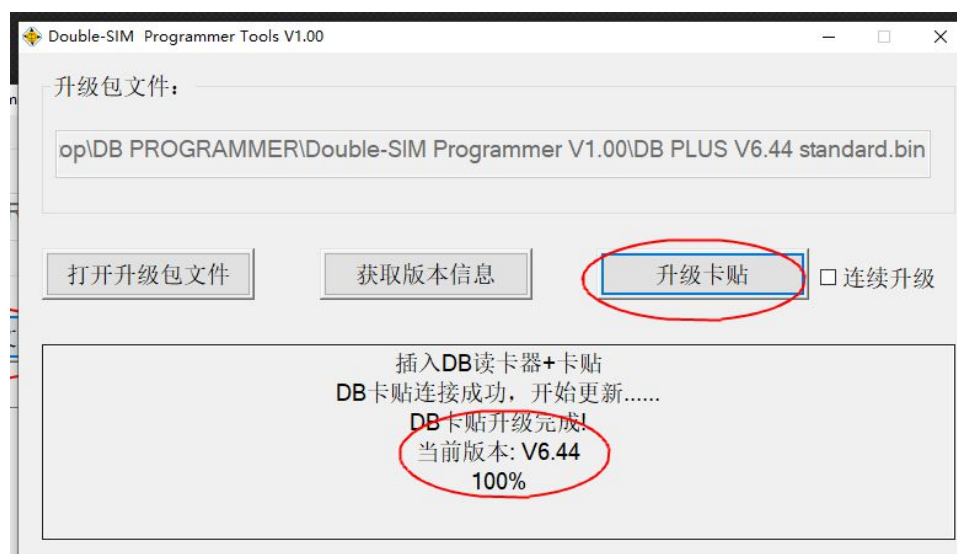 Double-SIM Programmer Tools V1.00
升级包文件：
op\DB PROGRAMMER\Double-SIM Programmer V1.00\DB PLUS V6.44 standard.bin
打开升级包文件
获取版本信息
升级卡贴
连续升级
插入DB读卡器+卡贴
DB卡贴连接成功，开始更新......
DB卡贴升级完成!
当前版本: V6.44
100%